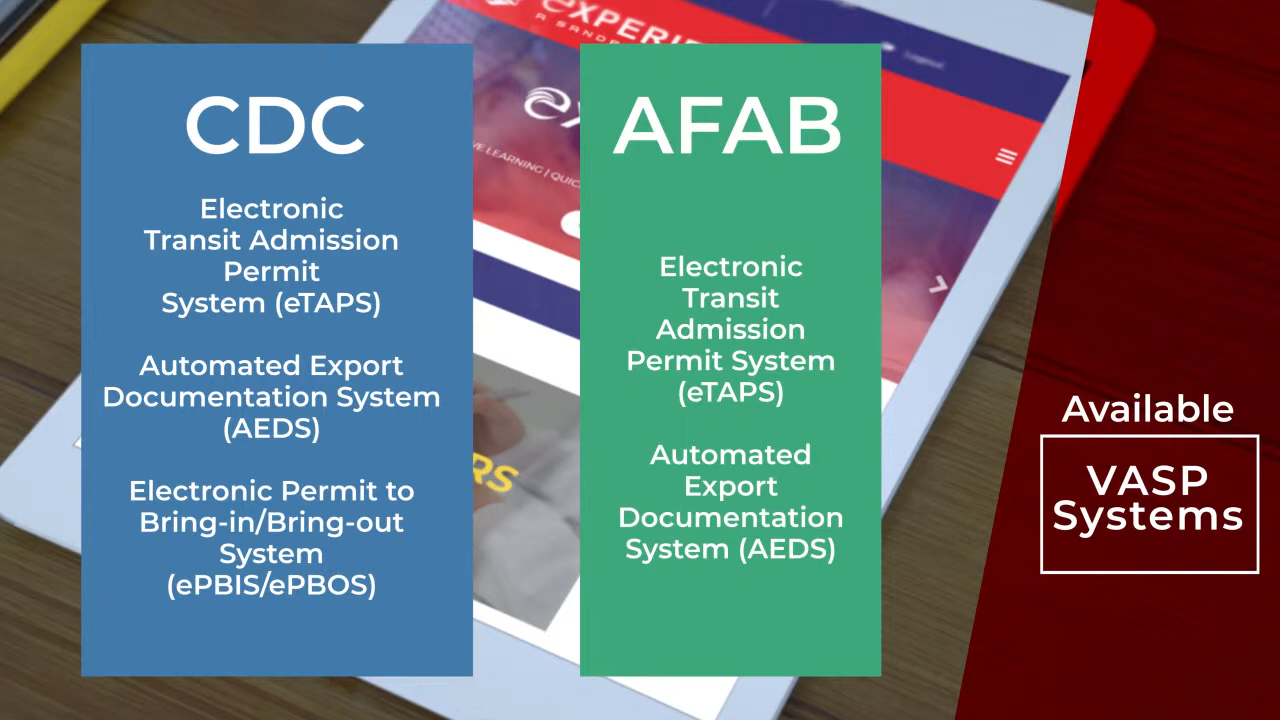 CDC
Electronic
Transit Admission
Permit
System (eTAPS)
Automated Export
Documentation System
(AEDS)
Electronic Permit to
Bring-in/Bring-out
System
(ePBIS/ePBOS)
AFAB
Electronic
Transit
Admission
Permit System
(eTAPS)
Automated
Export
Documentation
System (AEDS)
Available
VASP
Systems